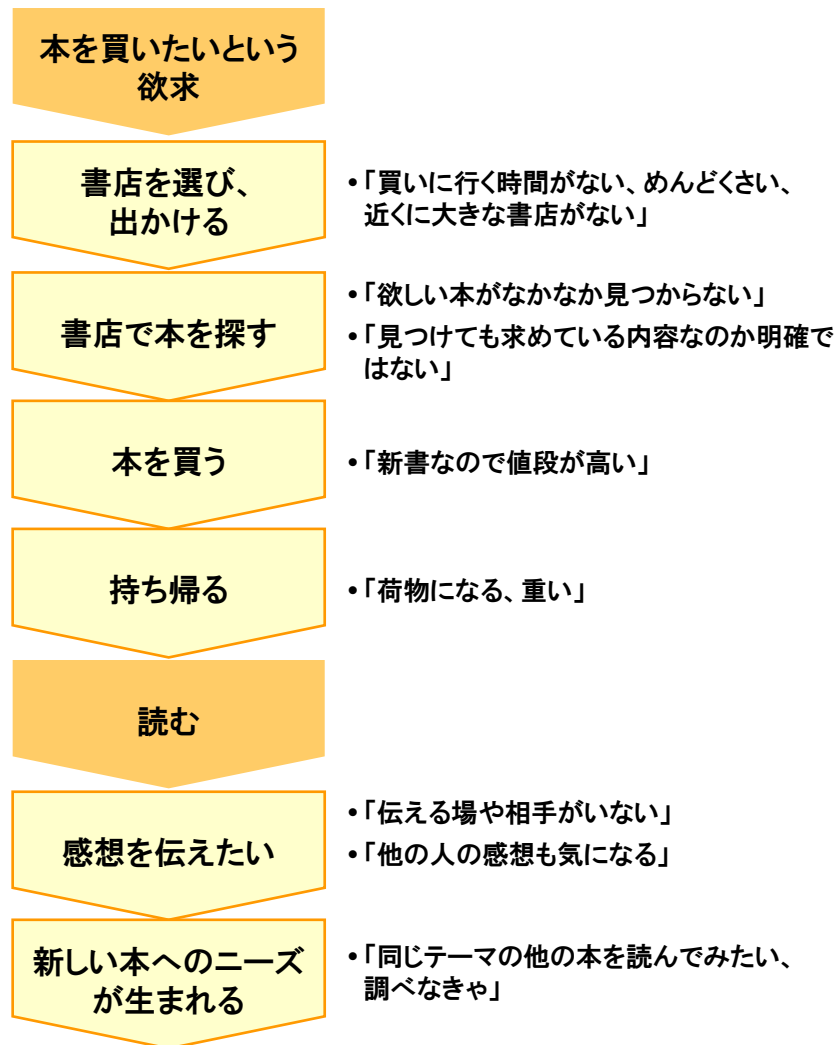 本を買いたいという
欲求
書店を選び、
出かける
•「買いに行く時間がない、めんどくさい、
近くに大きな書店がない」
書店で本を探す
•「欲しい本がなかなか見つからない」
•「見つけても求めている内容なのか明確で
はない」
本を買う
•「新書なので値段が高い」
持ち帰る
•「荷物になる、重い」
読む
感想を伝えたい
•「伝える場や相手がいない」
•「他の人の感想も気になる」
新しい本へのニーズ
が生まれる
•「同じテーマの他の本を読んでみたい、
調べなきゃ」